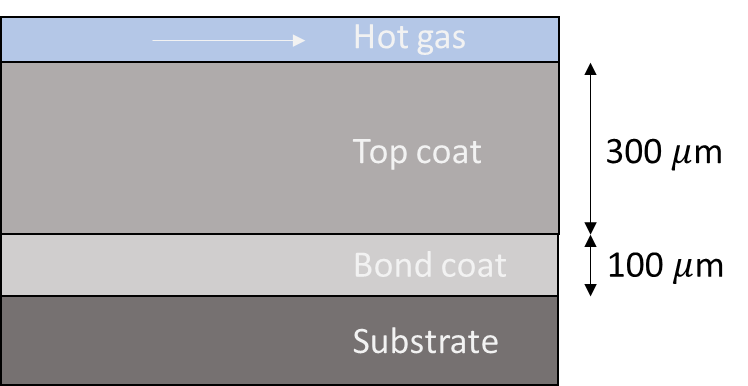 Hot gas
Top coat
300 𝜇m
Bond coat
100 𝜇m
Substrate